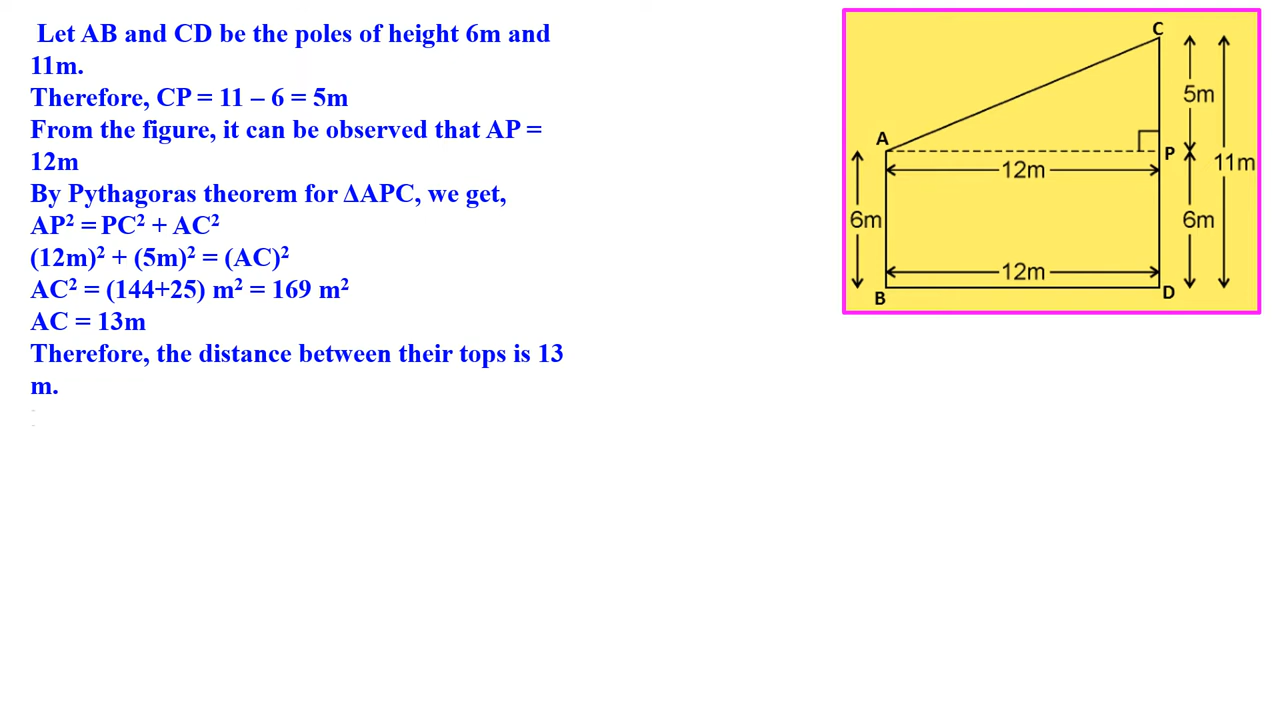 Let AB and CD be the poles of height 6m and
11m.
Therefore, CP = 11 – 6 = 5m
From the figure, it can be observed that AP =
12m
By Pythagoras theorem for ΔAPC, we get,
AP² = PC² + AC²
(12m)² + (5m)² = (AC)²
AC² = (144+25) m² = 169 m²
AC = 13m
Therefore, the distance between their tops is 13
m.
C
5m
A
P
12m
11m
6m
6m
12m
B
D